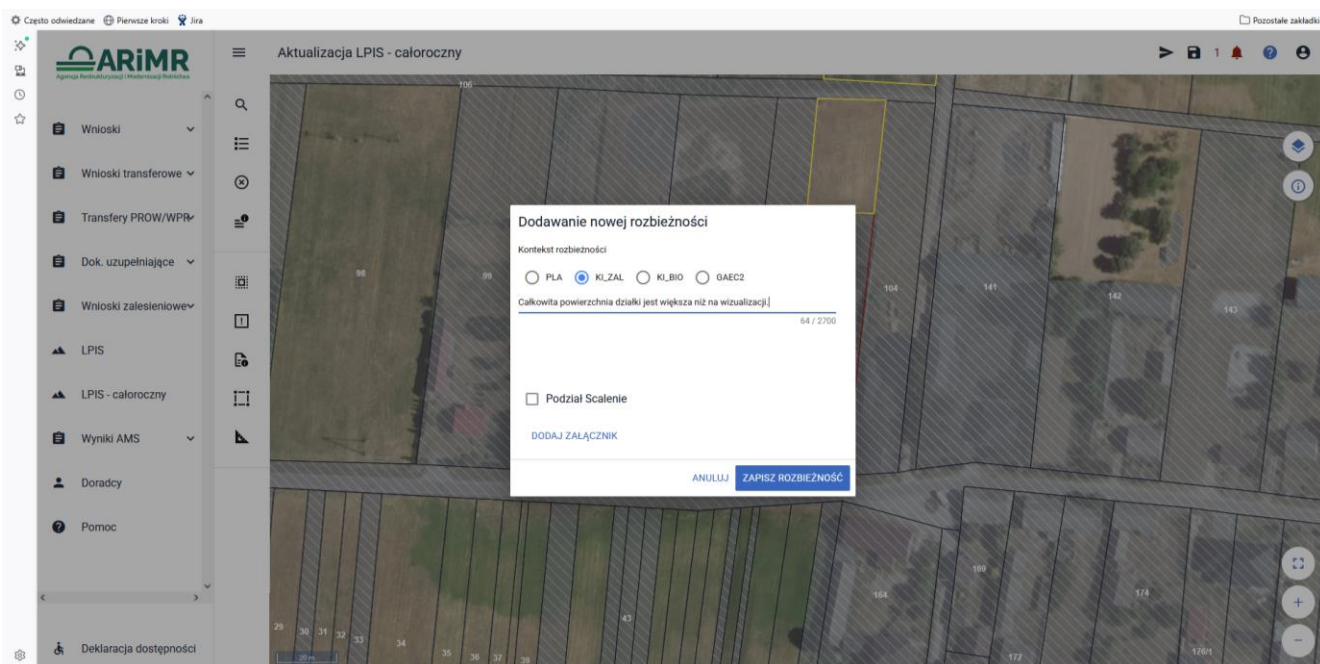 Często odwiedzane Pierwsze kroki Jira Pozostałe zakładki
ARiMR
Agencja Restrukturyzacji i Modernizacji Rolnictwa
Aktualizacja LPIS - całoroczny
1
Wnioski
Wnioski transferowe
Transfery PROW/WPR
Dok. uzupełniające
Wnioski zalesieniowe
LPIS
LPIS - całoroczny
Wyniki AMS
Doradcy
Pomoc
Deklaracja dostępności
106
98
99
104
141
142
143
Dodawanie nowej rozbieżności
Kontekst rozbieżności
PLA KI_ZAL KI_BIO GAEC2
Całkowita powierzchnia działki jest większa niż na wizualizacji.
64 / 2700
Podział Scalenie
DODAJ ZAŁĄCZNIK
ANULUJ ZAPISZ ROZBIEŻNOŚĆ
29 30 31 32 33 34 35 36 37 38
43
164
169
174
177
176/1
20 m